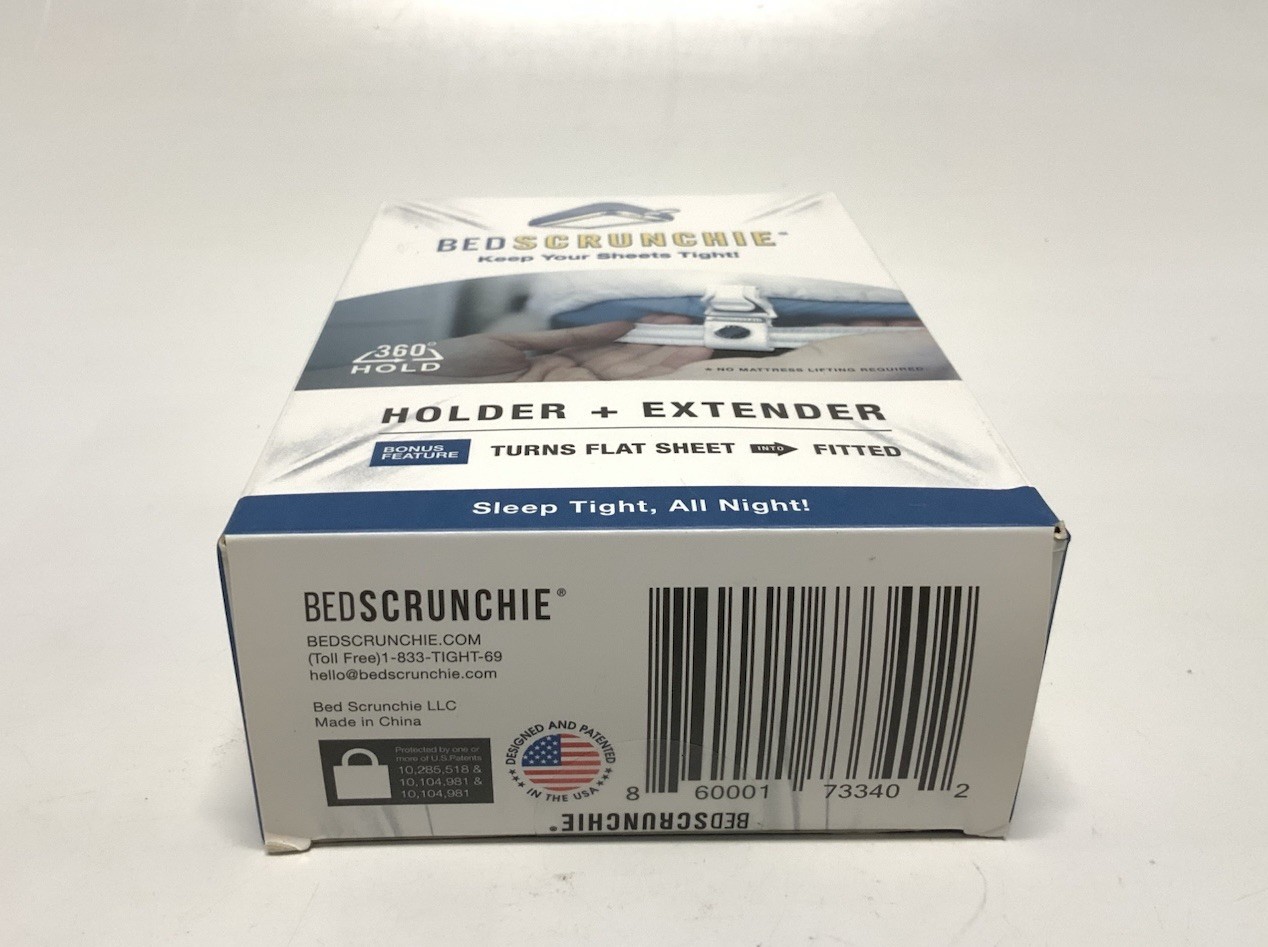 BEDSCRUNCHIE
Keep Your Sheets Tight!
360°
HOLD
* NO MATTRESS LIFTING REQUIRED
HOLDER + EXTENDER
BONUS
FEATURE
TURNS FLAT SHEET INTO FITTED
Sleep Tight, All Night!
BEDSCRUNCHIE®
BEDSCRUNCHIE.COM
(Toll Free)1-833-TIGHT-69
hello@bedscrunchie.com
Bed Scrunchie LLC
Made in China
Protected by one or
more of U.S.Patents
10,285,518 &
10,104,981 &
10,104,981
DESIGNED AND PATENTED
IN THE USA
8 60001 73340 2
BEDSCRUNCHIE